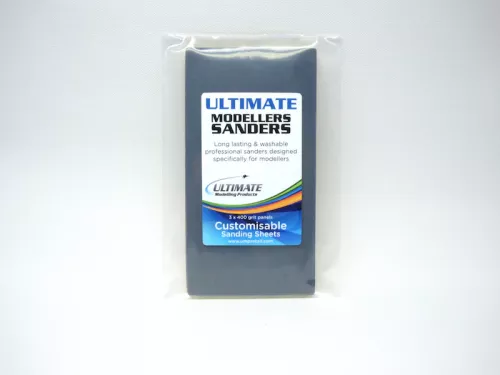 ULTIMATE
MODELLERS
SANDERS
Long lasting & washable
professional sanders designed
specifically for modellers
ULTIMATE
Modelling Products
3 x 400 grit panels
Customisable
Sanding Sheets